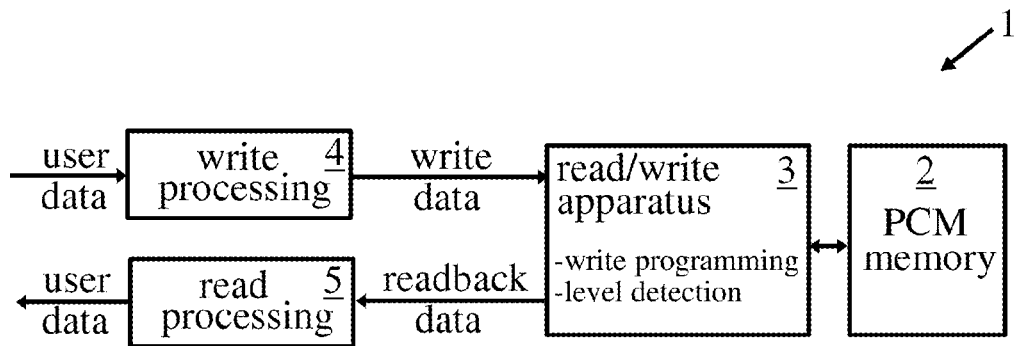 1
user
data
write 4
processing
write
data
read/write 3
apparatus
-write programming
-level detection
2
PCM
memory
user
data
read 5
processing
readback
data